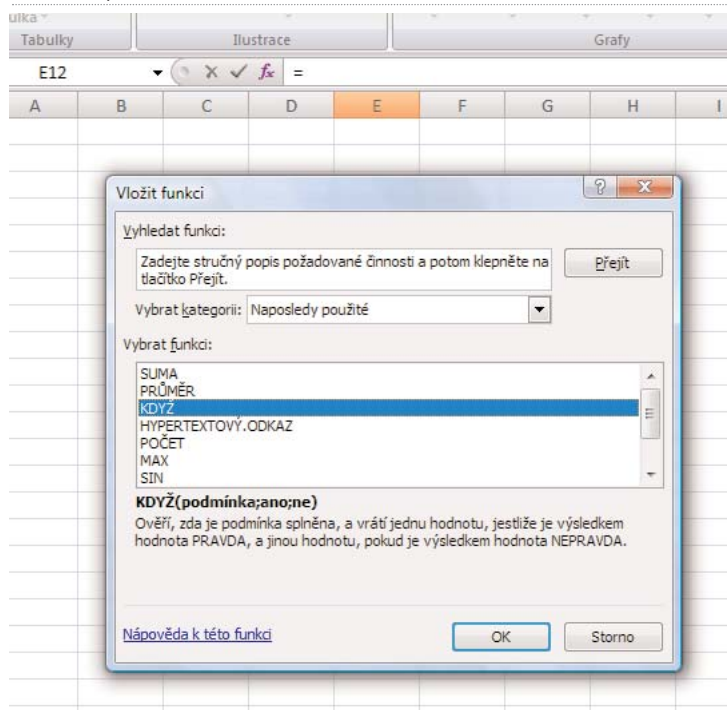 Tabulky Ilustrace Grafy
E12 fx =
A B C D E F G H I
Vložit funkci
Vyhledat funkci:
Zadejte stručný popis požadované činnosti a potom klepněte na
tlačítko Přejít.
Přejít
Vybrat kategorii: Naposledy použité
Vybrat funkci:
SUMA
PRŮMĚR
KDYŽ
HYPERTEXTOVÝ.ODKAZ
POČET
MAX
SIN
KDYŽ(podmínka;ano;ne)
Ověří, zda je podmínka splněna, a vrátí jednu hodnotu, jestliže je výsledkem
hodnota PRAVDA, a jinou hodnotu, pokud je výsledkem hodnota NEPRAVDA.
Nápověda k této funkci
OK Storno